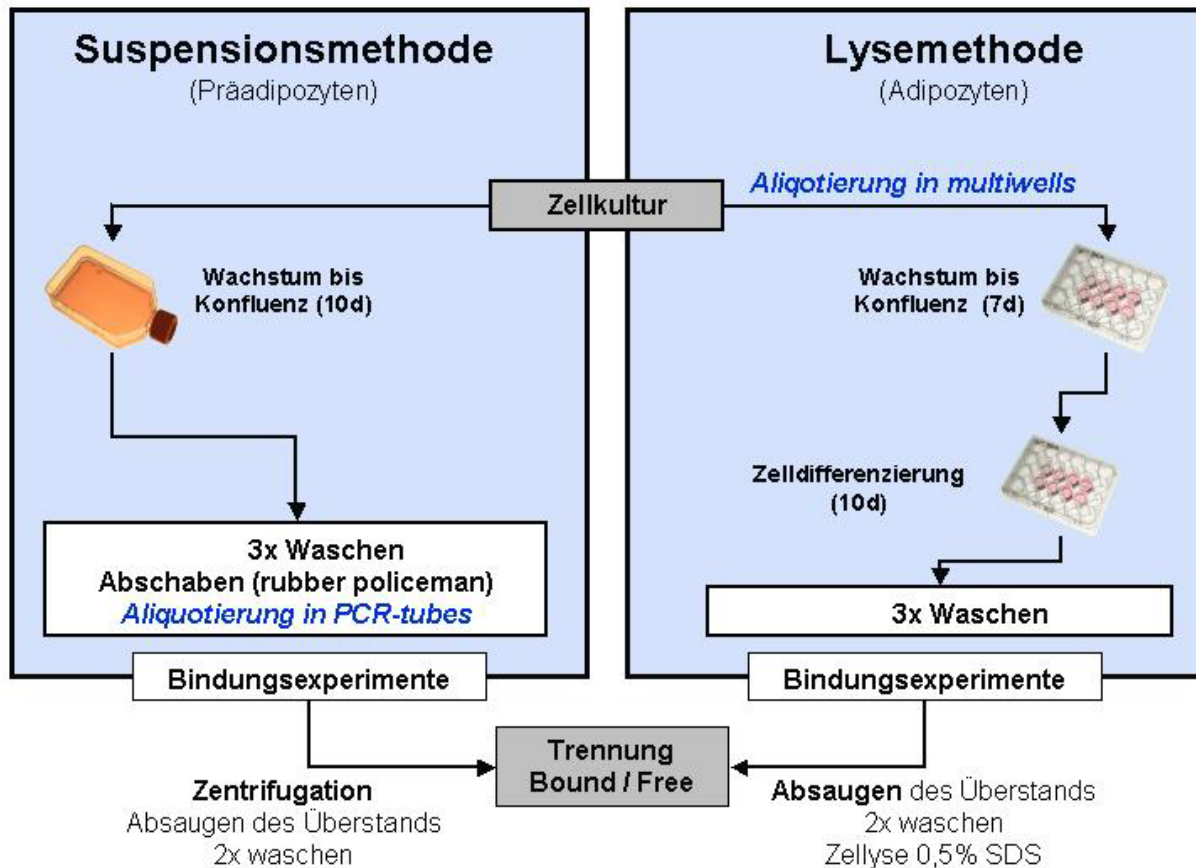 Suspensionsmethode
(Präadipozyten)
Lysemethode
(Adipozyten)
Zellkultur
Aliqotierung in multiwells
Wachstum bis
Konfluenz (10d)
Wachstum bis
Konfluenz (7d)
Zelldifferenzierung
(10d)
3x Waschen
Abschaben (rubber policeman)
Aliquotierung in PCR-tubes
3x Waschen
Bindungsexperimente
Bindungsexperimente
Trennung
Bound / Free
Zentrifugation
Absaugen des Überstands
2x waschen
Absaugen des Überstands
2x waschen
Zellyse 0,5% SDS